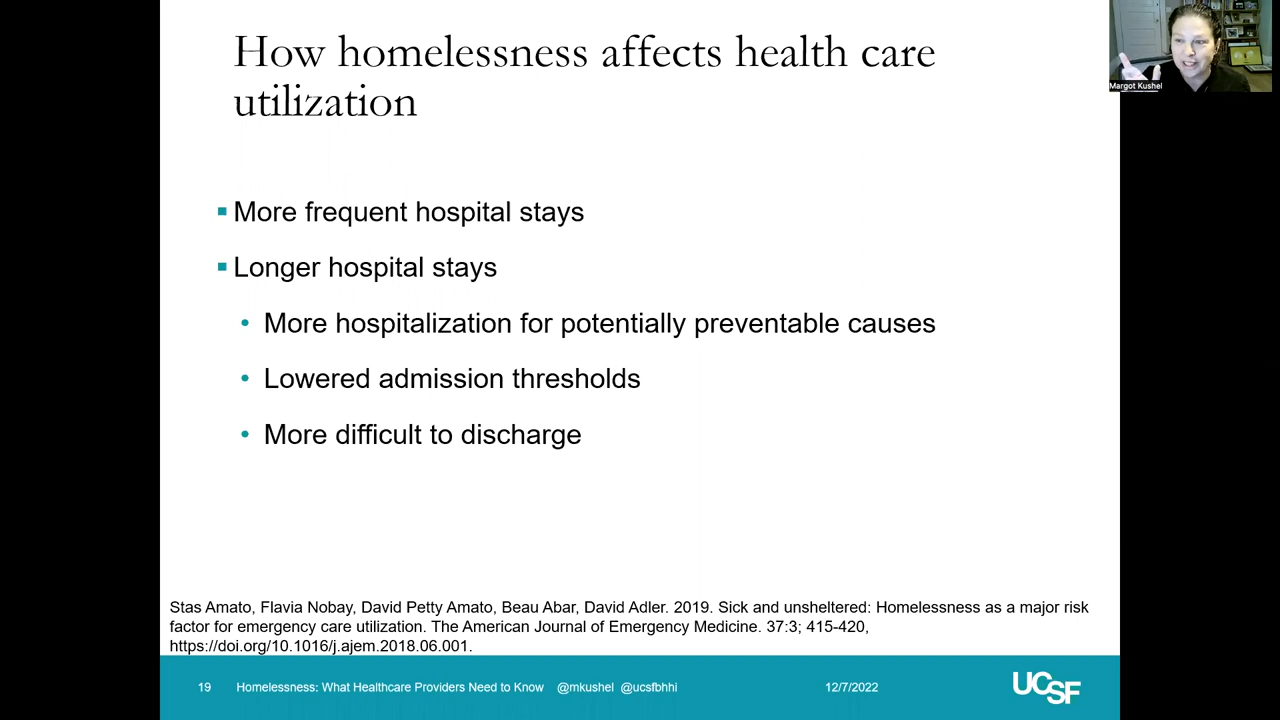 How homelessness affects health care
utilization
Margot Kushel
More frequent hospital stays
Longer hospital stays
More hospitalization for potentially preventable causes
Lowered admission thresholds
More difficult to discharge
Stas Amato, Flavia Nobay, David Petty Amato, Beau Abar, David Adler. 2019. Sick and unsheltered: Homelessness as a major risk
factor for emergency care utilization. The American Journal of Emergency Medicine. 37:3; 415-420,
https://doi.org/10.1016/j.ajem.2018.06.001.
19 Homelessness: What Healthcare Providers Need to Know @mkushel @ucsfbhhi 12/7/2022 UCSF